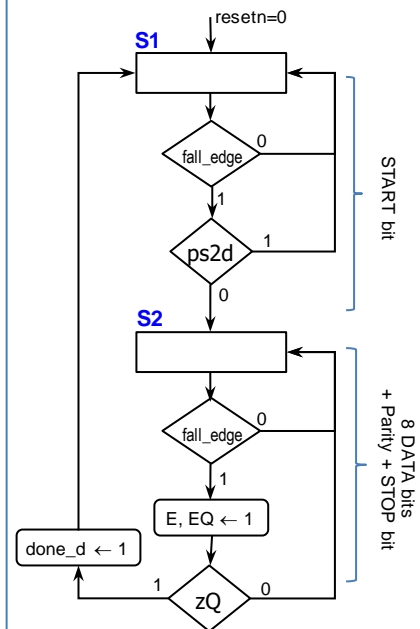 resetn=0
S1
fall_edge
0
1
ps2d
1
0
START bit
S2
fall_edge
0
1
E, EQ ← 1
done_d ← 1
zQ
1
0
8 DATA bits
+ Parity + STOP bit